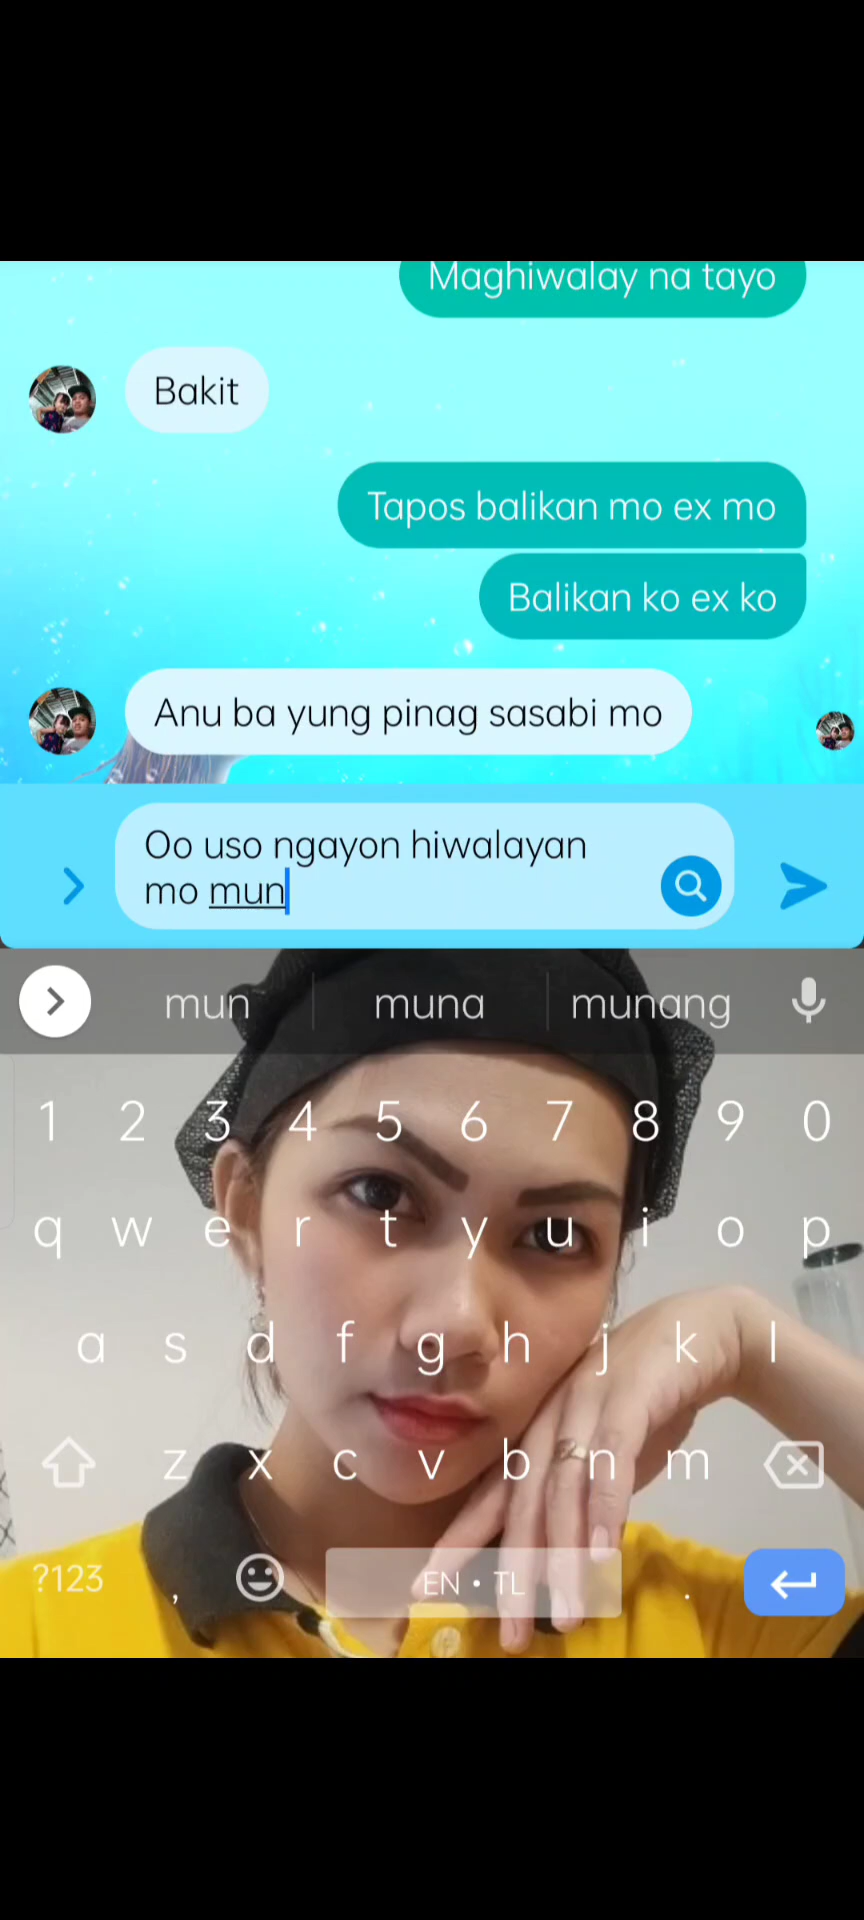 Maghiwalay na tayo
Bakit
Tapos balikan mo ex mo
Balikan ko ex ko
Anu ba yung pinag sasabi mo
Oo uso ngayon hiwalayan
mo mun
mun muna munang
1 2 3 4 5 6 7 8 9 0
q w e r t y u i o p
a s d f g h j k l
z x c v b n m
?123 , EN • TL .